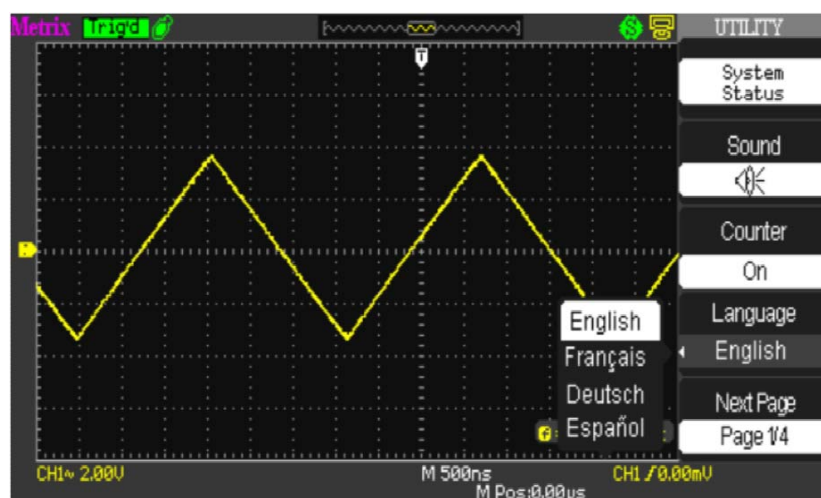 Metrix Trig'd
T
UTILITY
System
Status
Sound
Counter
On
Language
English
English
Français
Deutsch
Español
Next Page
Page 1/4
f
CH1~ 2.00V
M 500ns
CH1 / 0.00mV
M Pos:0.00us